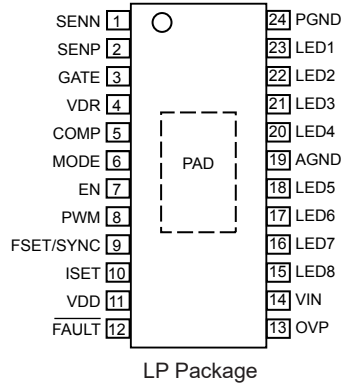 SENN 1 24 PGND
SENP 2 23 LED1
GATE 3 22 LED2
VDR 4 21 LED3
COMP 5 20 LED4
MODE 6 PAD 19 AGND
EN 7 18 LED5
PWM 8 17 LED6
FSET/SYNC 9 16 LED7
ISET 10 15 LED8
VDD 11 14 VIN
FAULT 12 13 OVP
LP Package